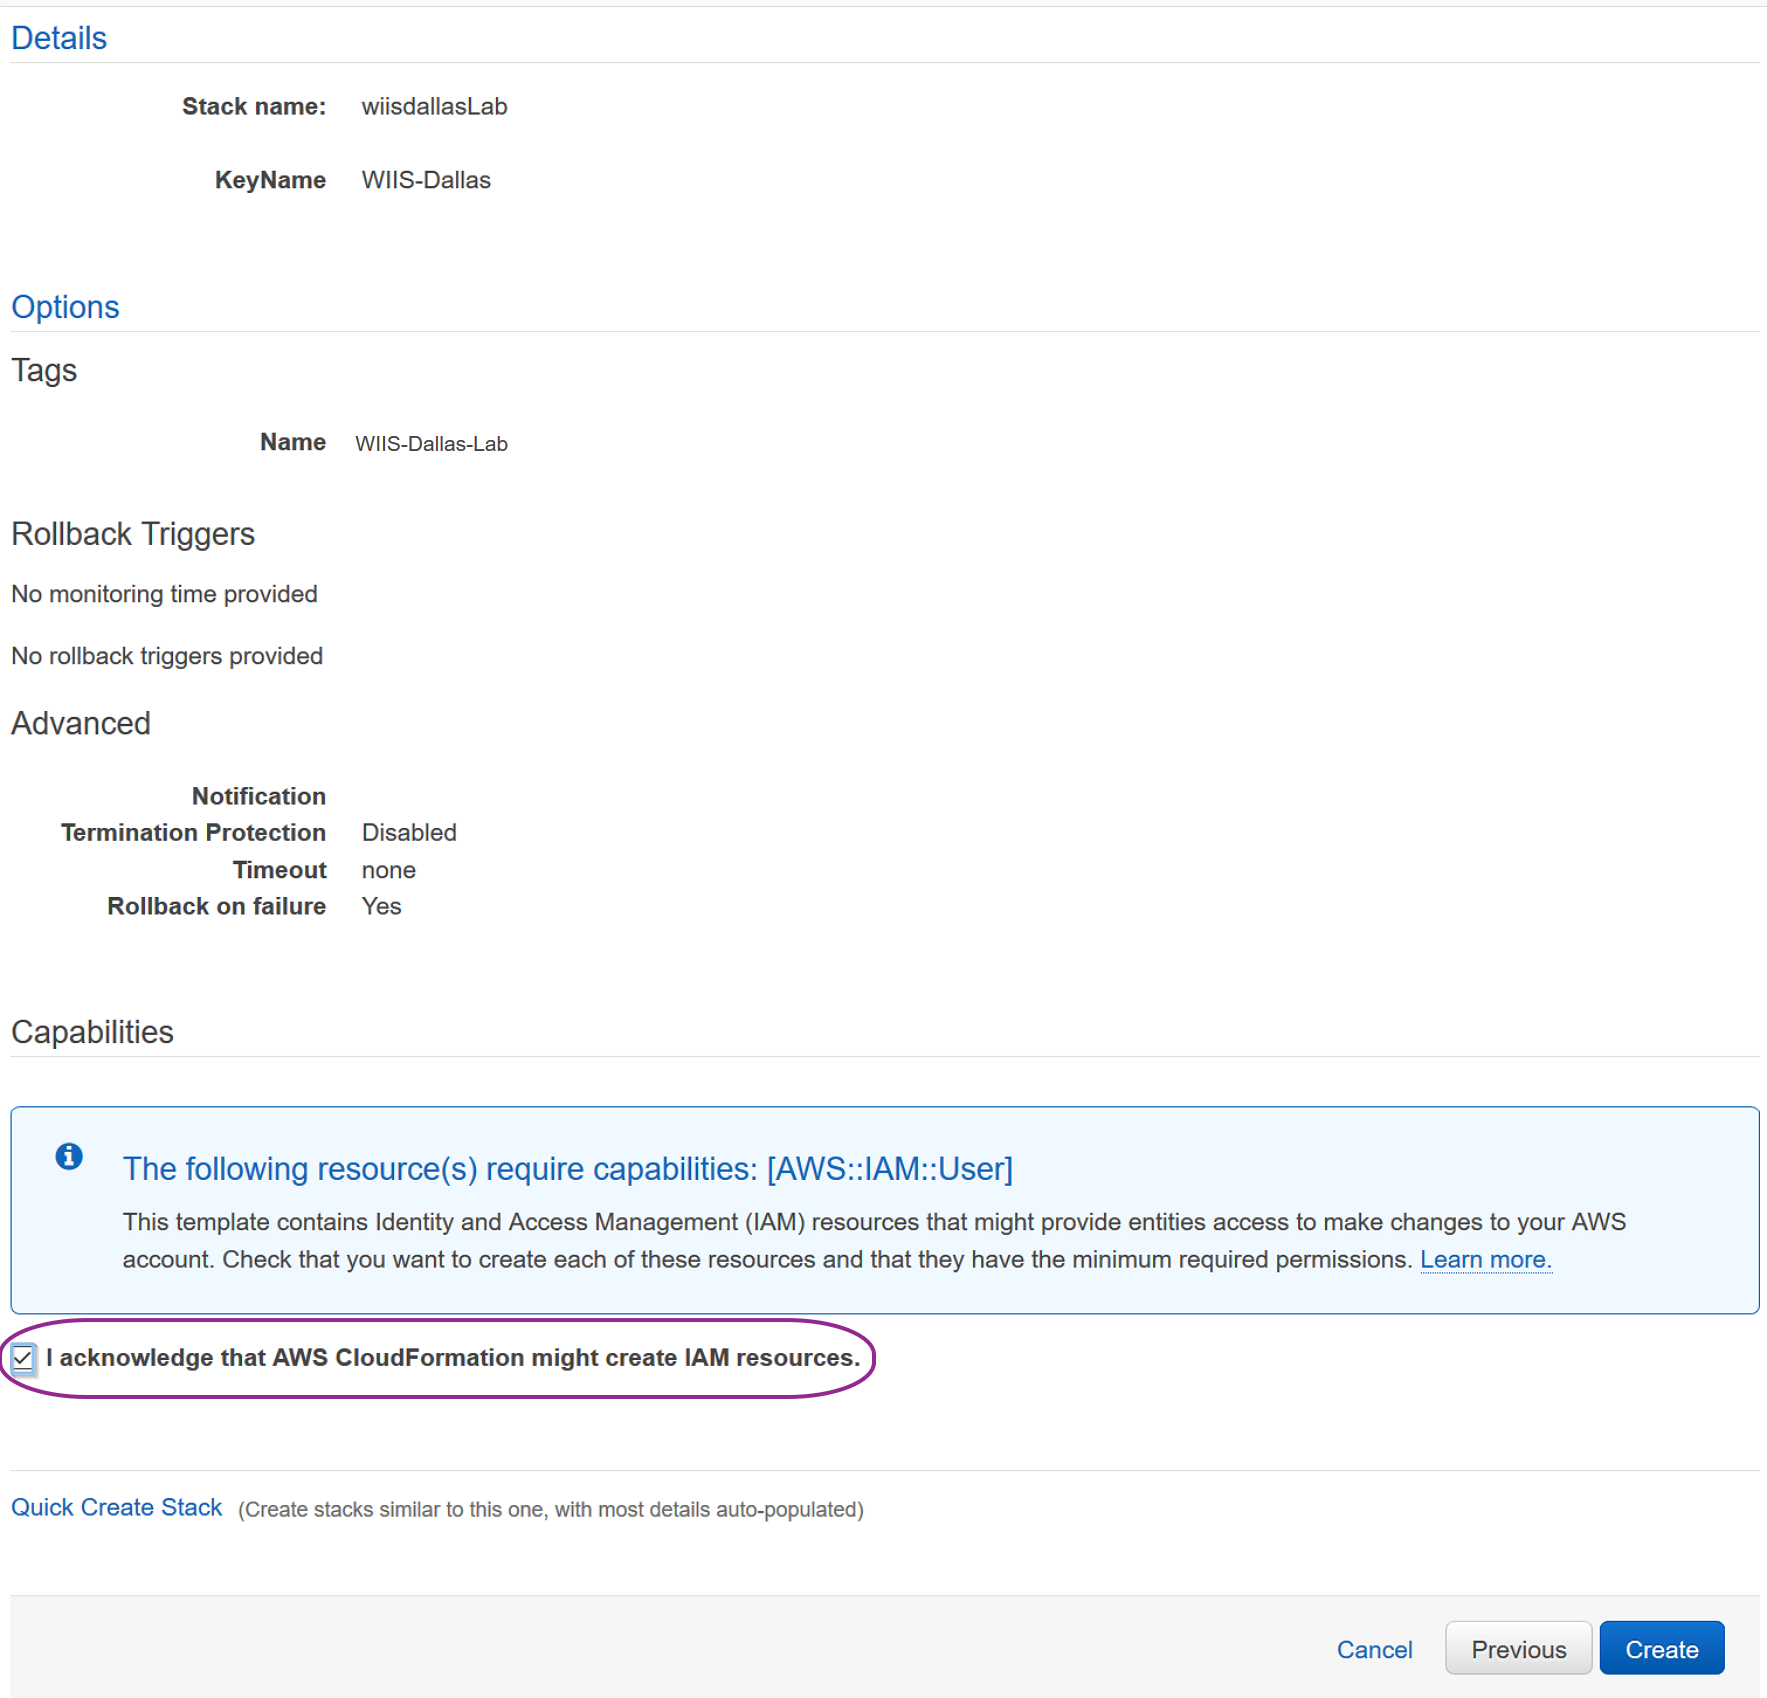 Details
Stack name: wiisdallasLab
KeyName WIIS-Dallas
Options
Tags
Name WIIS-Dallas-Lab
Rollback Triggers
No monitoring time provided
No rollback triggers provided
Advanced
Notification
Termination Protection Disabled
Timeout none
Rollback on failure Yes
Capabilities
The following resource(s) require capabilities: [AWS::IAM::User]
This template contains Identity and Access Management (IAM) resources that might provide entities access to make changes to your AWS
account. Check that you want to create each of these resources and that they have the minimum required permissions. Learn more.
I acknowledge that AWS CloudFormation might create IAM resources.
Quick Create Stack (Create stacks similar to this one, with most details auto-populated)
Cancel Previous Create